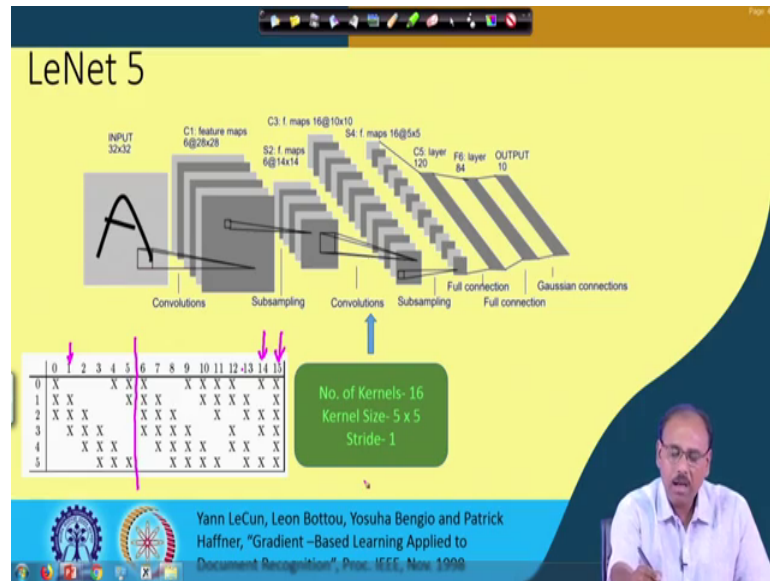 Page
LeNet 5
INPUT
32x32
C1: feature maps
6@28x28
S2: f. maps
6@14x14
C3: f. maps 16@10x10
S4: f. maps 16@5x5
C5: layer
120
F6: layer
84
OUTPUT
10
Convolutions
Subsampling
Convolutions
Subsampling
Full connection
Full connection
Gaussian connections
0 1 2 3 4 5 6 7 8 9 10 11 12 13 14 15
0 X X X X X X X X X X
1 X X X X X X X X X X
2 X X X X X X X X X X
3 X X X X X X X X X X
4 X X X X X X X X X X
5 X X X X X X X X X X
No. of Kernels- 16
Kernel Size- 5 x 5
Stride- 1
Yann LeCun, Leon Bottou, Yosuha Bengio and Patrick
Haffner, "Gradient –Based Learning Applied to
Document Recognition", Proc. IEEE, Nov. 1998